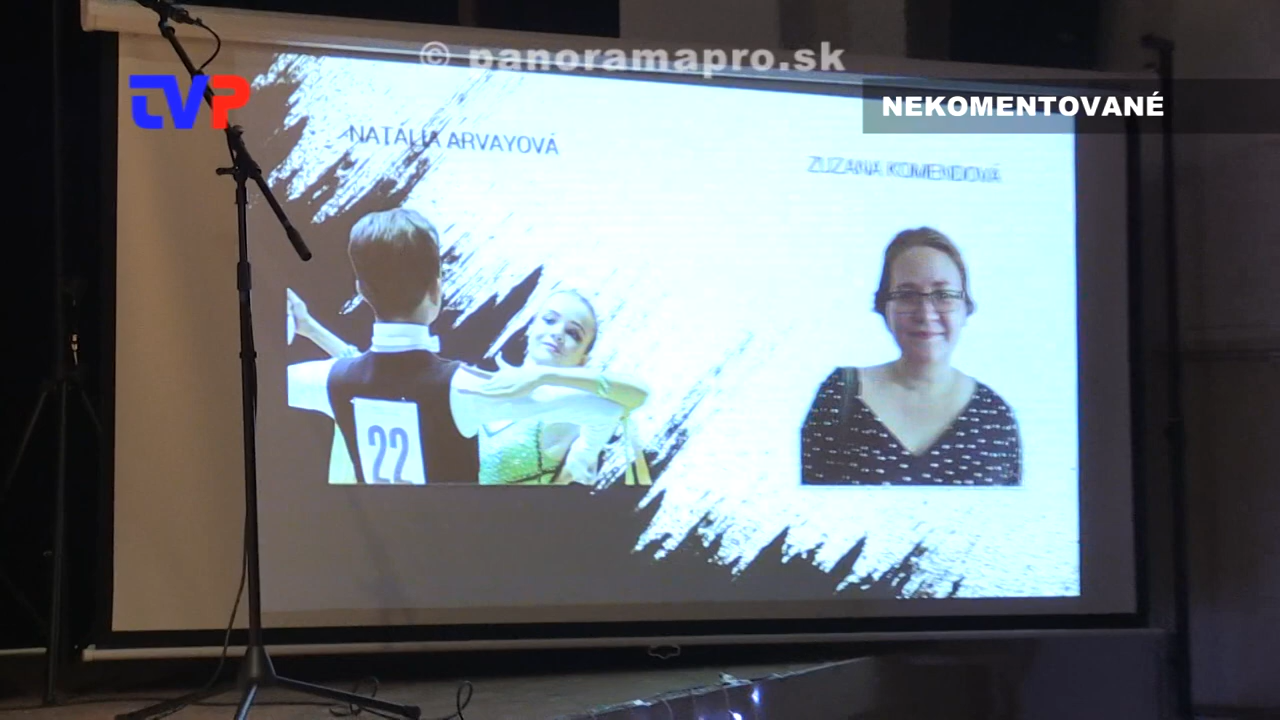 © panoramapro.sk
TVP
NEKOMENTOVANÉ
NATÁLIA ARVAYOVÁ
ZUZANA KOMENDOVÁ
22